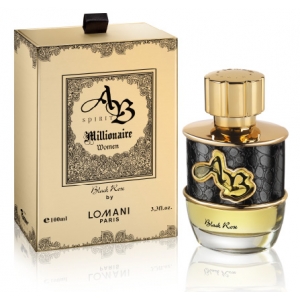 AB
SPIRIT
Millionaire
Women
Black Rose
by
LOMANI
PARIS
℮ 100ml 3.3fl.oz.
AB
Black Rose